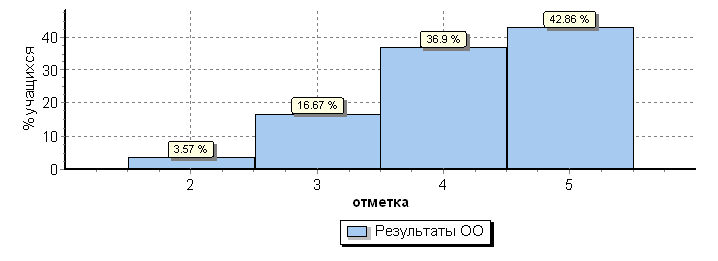 42.86 %
36.9 %
16.67 %
3.57 %
% учащихся
40
30
20
10
0
2 3 4 5
отметка
Результаты ОО